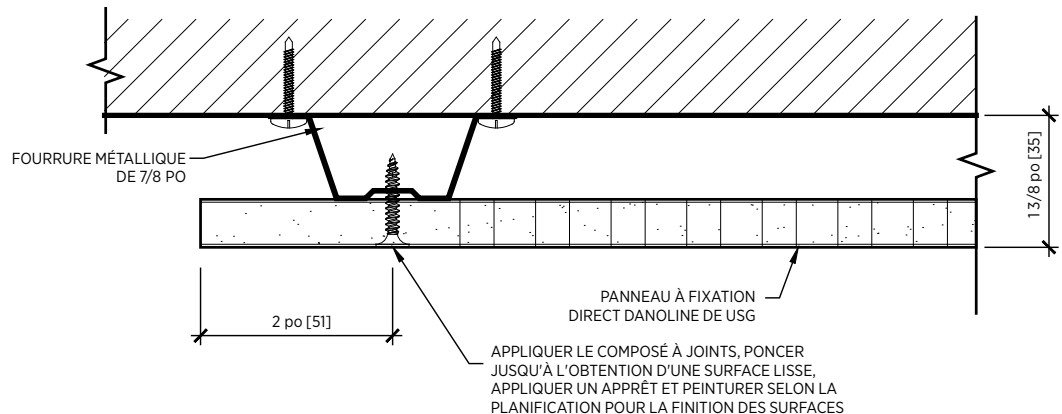 FOURRURE MÉTALLIQUE
DE 7/8 PO
1 3/8 po [35]
2 po [51]
PANNEAU À FIXATION
DIRECT DANOLINE DE USG
APPLIQUER LE COMPOSÉ À JOINTS, PONCER
JUSQU'À L'OBTENTION D'UNE SURFACE LISSE,
APPLIQUER UN APPRÊT ET PEINTURER SELON LA
PLANIFICATION POUR LA FINITION DES SURFACES